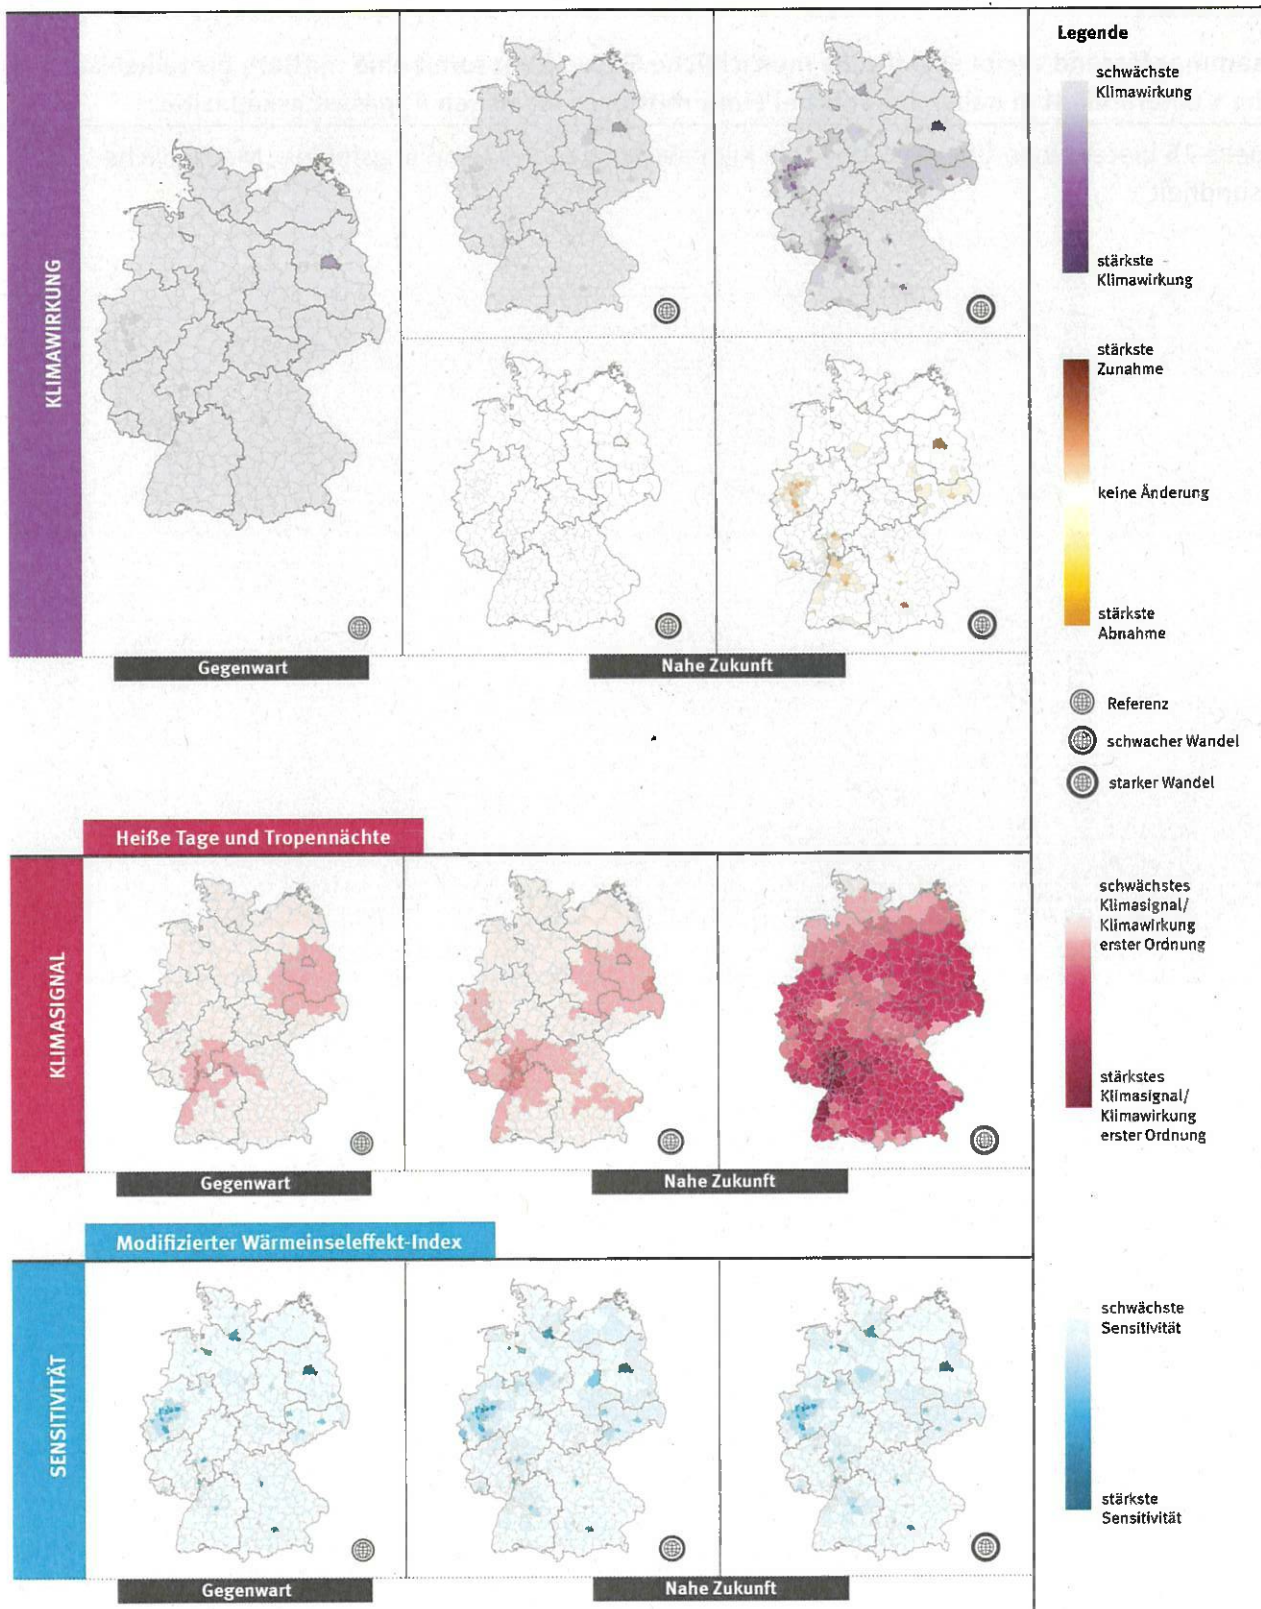 Legende
schwächste
Klimawirkung
stärkste
Klimawirkung
stärkste
Zunahme
keine Änderung
stärkste
Abnahme
KLIMAWIRKUNG
Gegenwart
Nahe Zukunft
Referenz
schwacher Wandel
starker Wandel
Heiße Tage und Tropennächte
KLIMASIGNAL
schwächstes
Klimasignal/
Klimawirkung
erster Ordnung
stärkstes
Klimasignal/
Klimawirkung
erster Ordnung
Gegenwart
Nahe Zukunft
Modifizierter Wärmeinseleffekt-Index
SENSITIVITÄT
schwächste
Sensitivität
stärkste
Sensitivität
Gegenwart
Nahe Zukunft